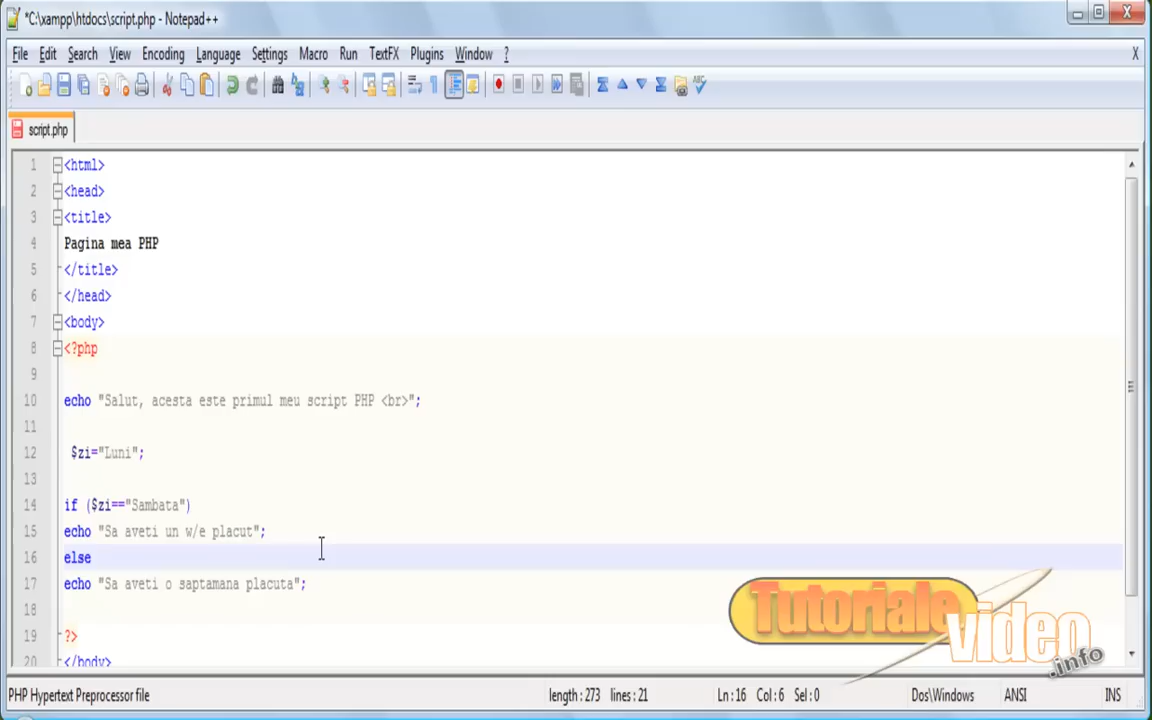 *C:\xampp\htdocs\script.php - Notepad++
File Edit Search View Encoding Language Settings Macro Run TextFX Plugins Window ? X
script.php
1 <html>
2 <head>
3 <title>
4 Pagina mea PHP
5 </title>
6 </head>
7 <body>
8 <?php
9
10 echo "Salut, acesta este primul meu script PHP <br>";
11
12 $zi="Luni";
13
14 if ($zi=="Sambata")
15 echo "Sa aveti un w/e placut";
16 else
17 echo "Sa aveti o saptamana placuta";
18
19 ?>
20 </body>
Tutoriale
video
.info
PHP Hypertext Preprocessor file length : 273 lines : 21 Ln : 16 Col : 6 Sel : 0 Dos\Windows ANSI INS